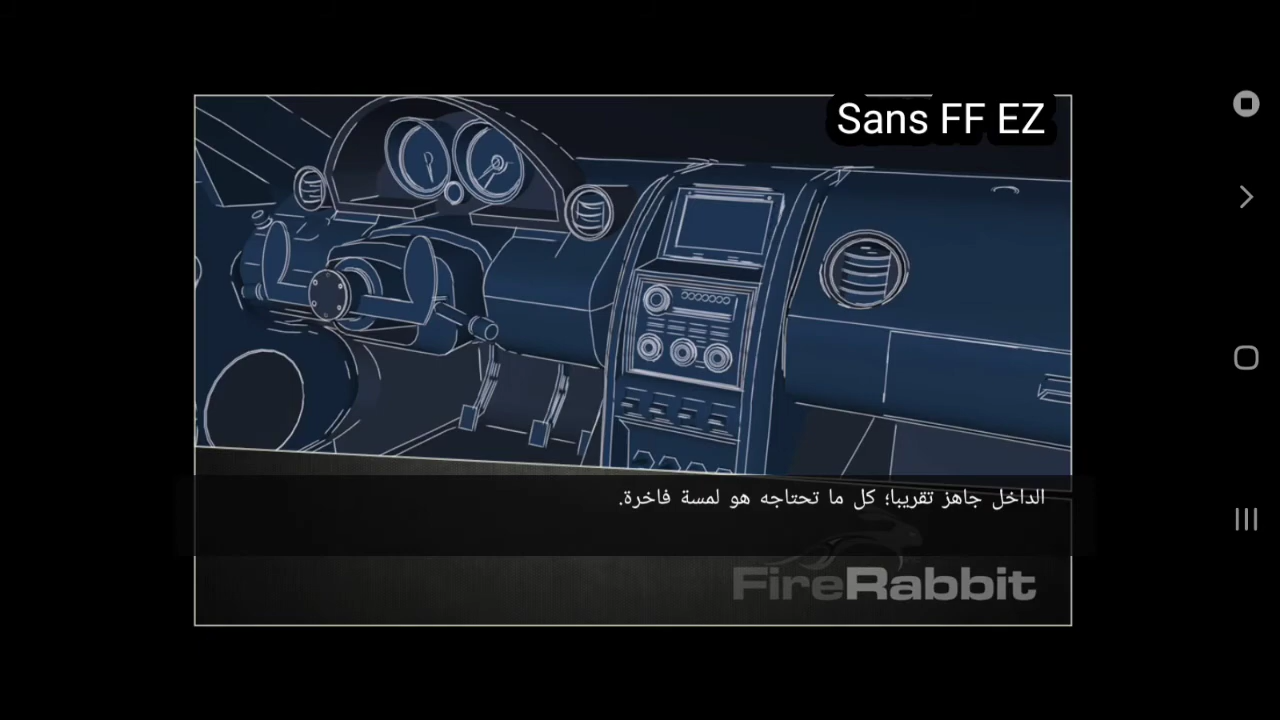 Sans FF EZ
الداخل جاهز تقريبا؛ كل ما تحتاجه هو لمسة فاخرة.
FireRabbit